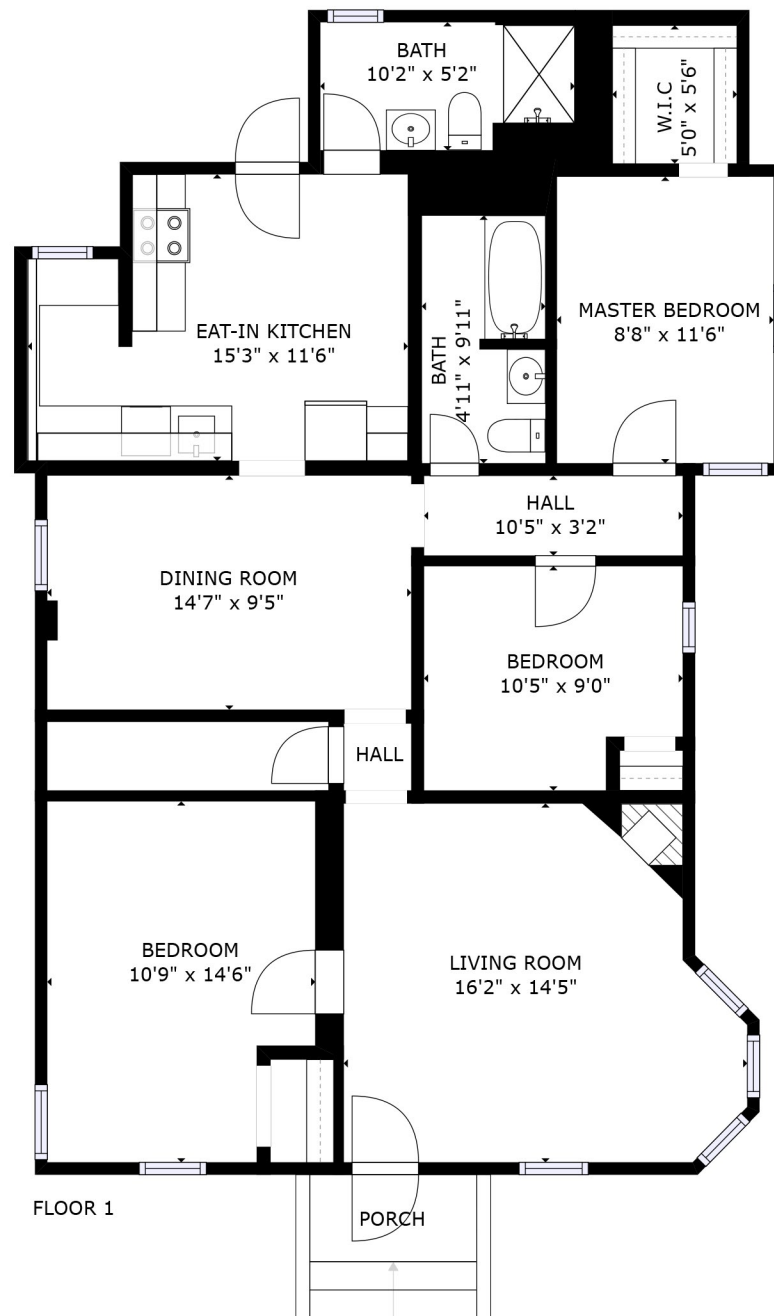 BATH
10'2" x 5'2"
W.I.C
5'0" x 5'6"
EAT-IN KITCHEN
15'3" x 11'6"
BATH
4'11" x 9'11"
MASTER BEDROOM
8'8" x 11'6"
HALL
10'5" x 3'2"
DINING ROOM
14'7" x 9'5"
BEDROOM
10'5" x 9'0"
HALL
BEDROOM
10'9" x 14'6"
LIVING ROOM
16'2" x 14'5"
FLOOR 1
PORCH